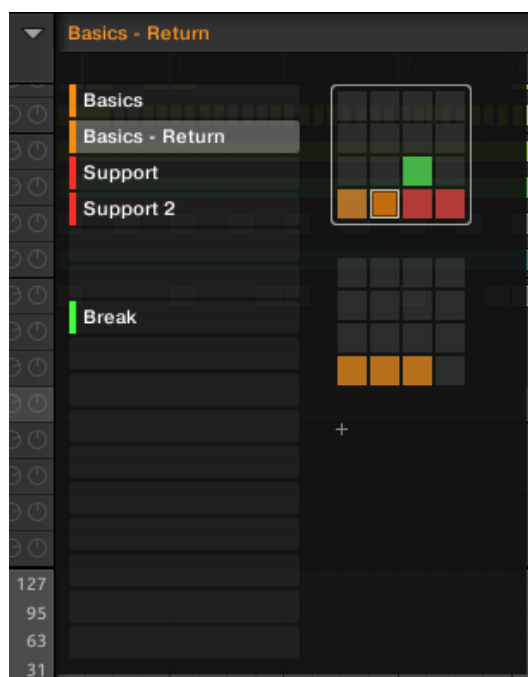 Basics - Return
Basics
Basics - Return
Support
Support 2
Break
+
127
95
63
31